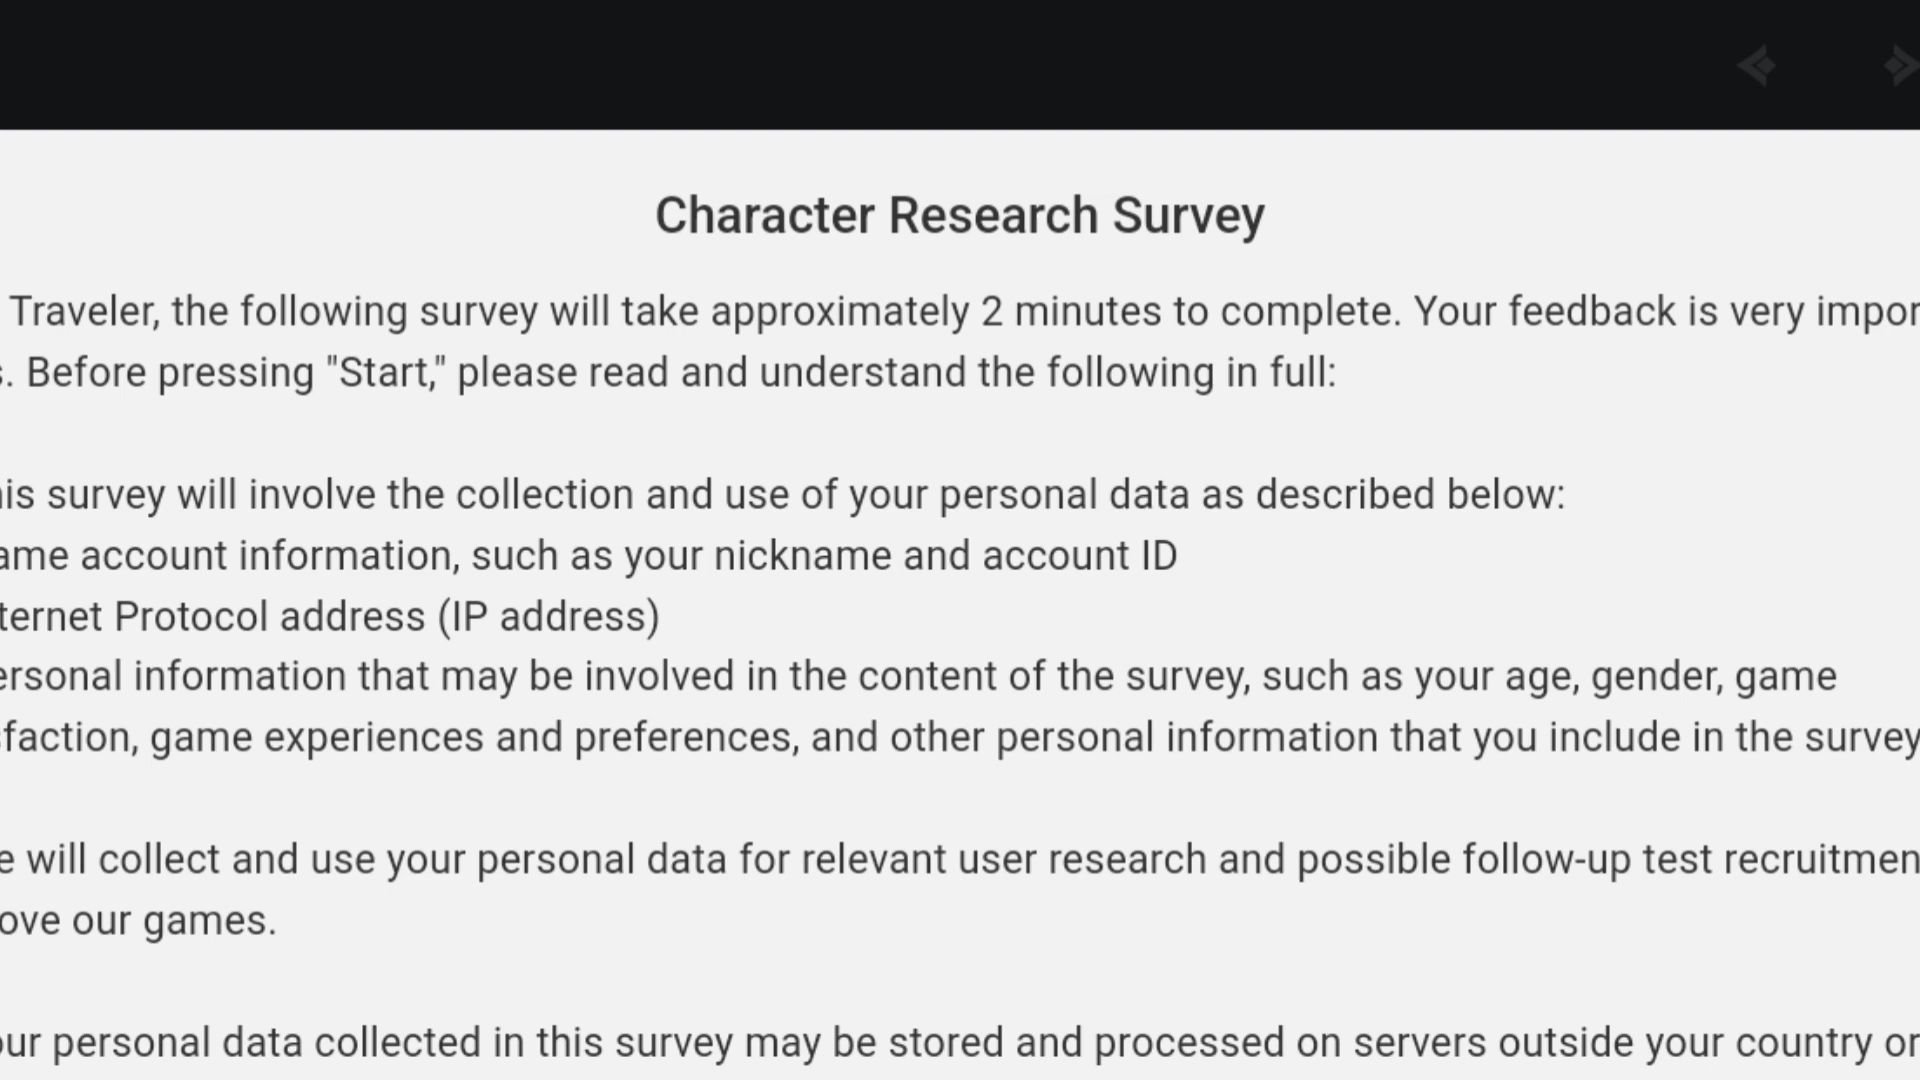 Character Research Survey
Traveler, the following survey will take approximately 2 minutes to complete. Your feedback is very impor
s. Before pressing "Start," please read and understand the following in full:
his survey will involve the collection and use of your personal data as described below:
ame account information, such as your nickname and account ID
ternet Protocol address (IP address)
ersonal information that may be involved in the content of the survey, such as your age, gender, game
sfaction, game experiences and preferences, and other personal information that you include in the survey
e will collect and use your personal data for relevant user research and possible follow-up test recruitmen
ove our games.
our personal data collected in this survey may be stored and processed on servers outside your country or